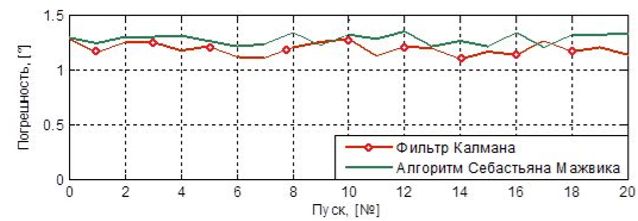 1.5
1
0.5
0
Погрешность, [°]
Фильтр Калмана
Алгоритм Себастьяна Мажвика
0 2 4 6 8 10 12 14 16 18 20
Пуск, [№]